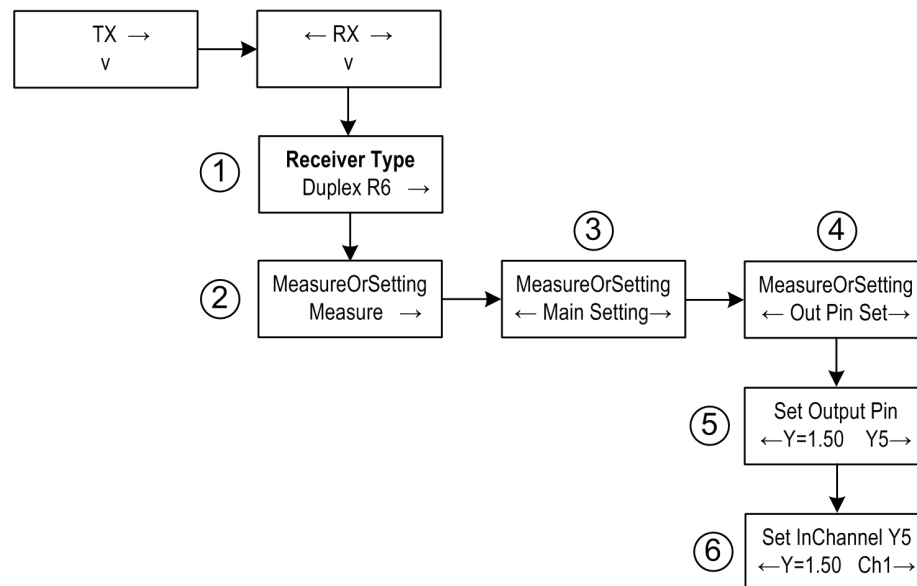 TX →
v
← RX →
v
1
Receiver Type
Duplex R6 →
2
MeasureOrSetting
Measure →
3
MeasureOrSetting
← Main Setting→
4
MeasureOrSetting
← Out Pin Set→
5
Set Output Pin
←Y=1.50 Y5→
6
Set InChannel Y5
←Y=1.50 Ch1→